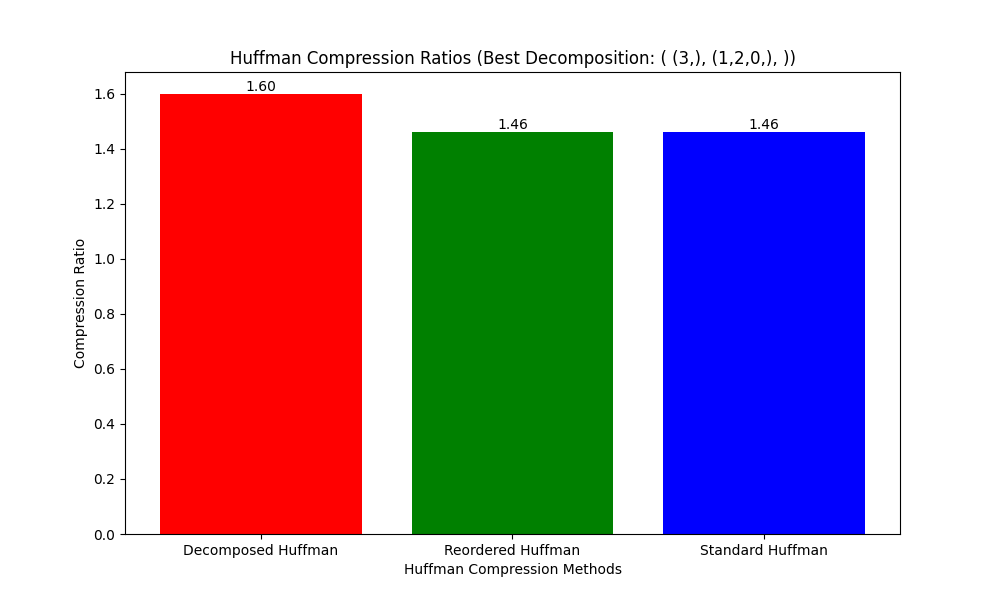 Huffman Compression Ratios (Best Decomposition: ( (3,), (1,2,0,), ))
1.60
1.46
1.46
1.6
1.4
1.2
1.0
0.8
0.6
0.4
0.2
0.0
Compression Ratio
Decomposed Huffman
Reordered Huffman
Standard Huffman
Huffman Compression Methods